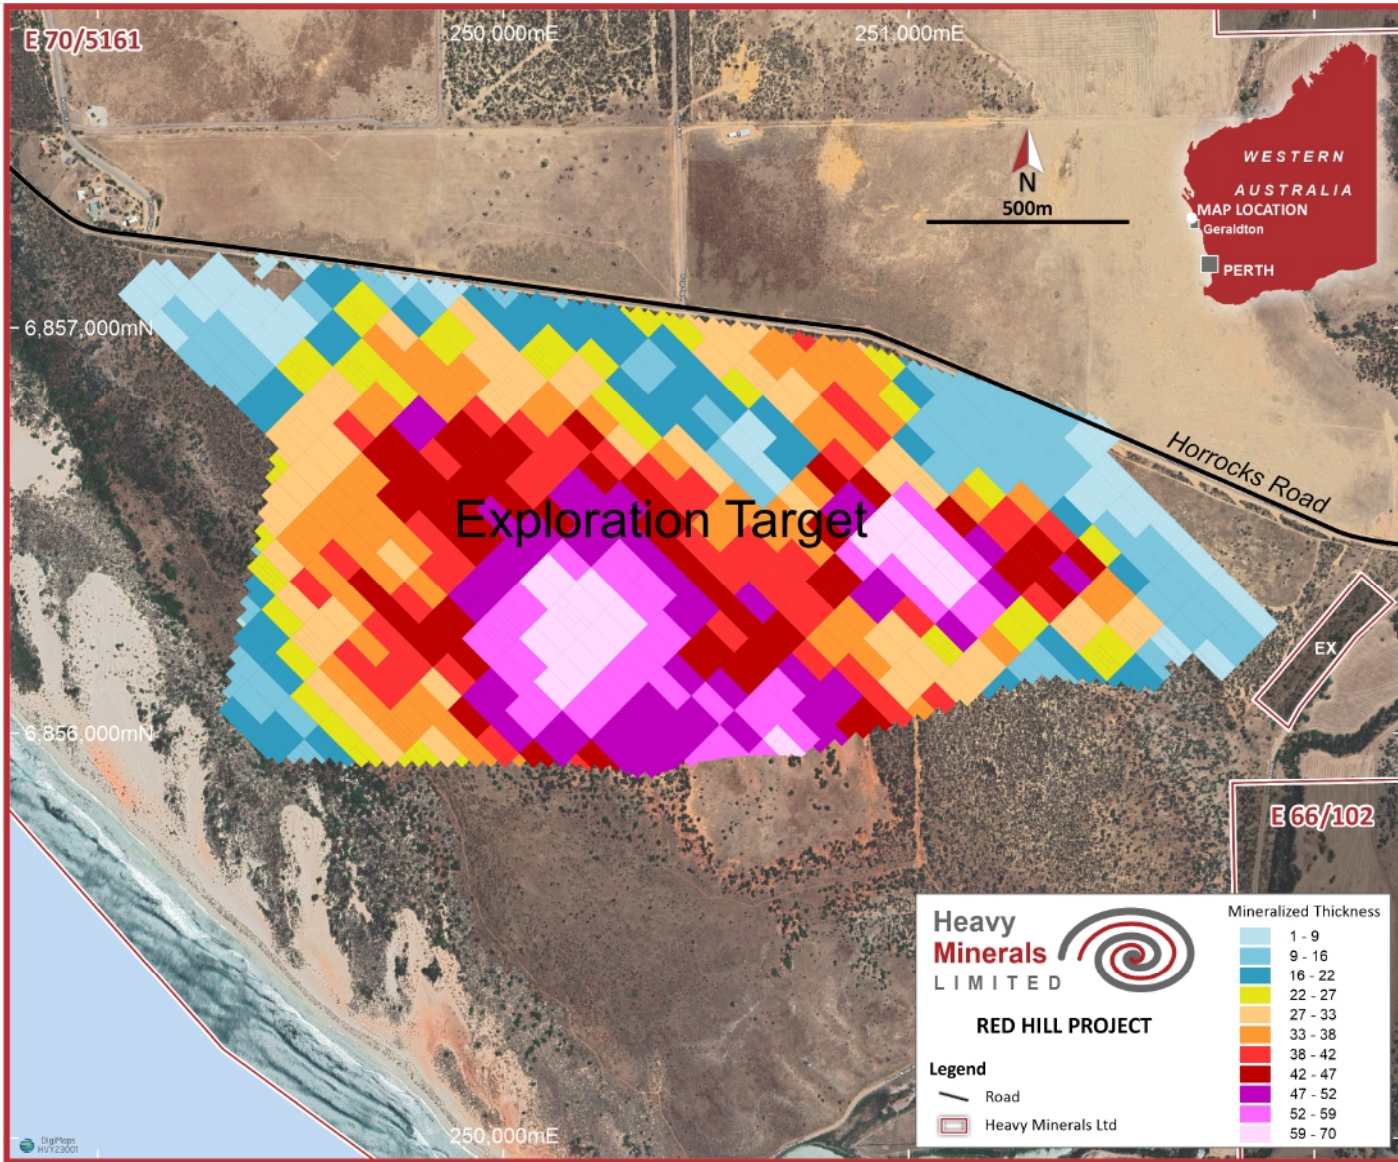 E 70/5161
250,000mE
251,000mE
WESTERN
AUSTRALIA
MAP LOCATION
Geraldton
PERTH
N
500m
6,857,000mN
Horrocks Road
Exploration Target
EX
6,856,000mN
E 66/102
Heavy
Minerals
LIMITED
RED HILL PROJECT
Legend
Road
Heavy Minerals Ltd
Mineralized Thickness
1 - 9
9 - 16
16 - 22
22 - 27
27 - 33
33 - 38
38 - 42
42 - 47
47 - 52
52 - 59
59 - 70
250,000mE
DigiMaps
HVY23001